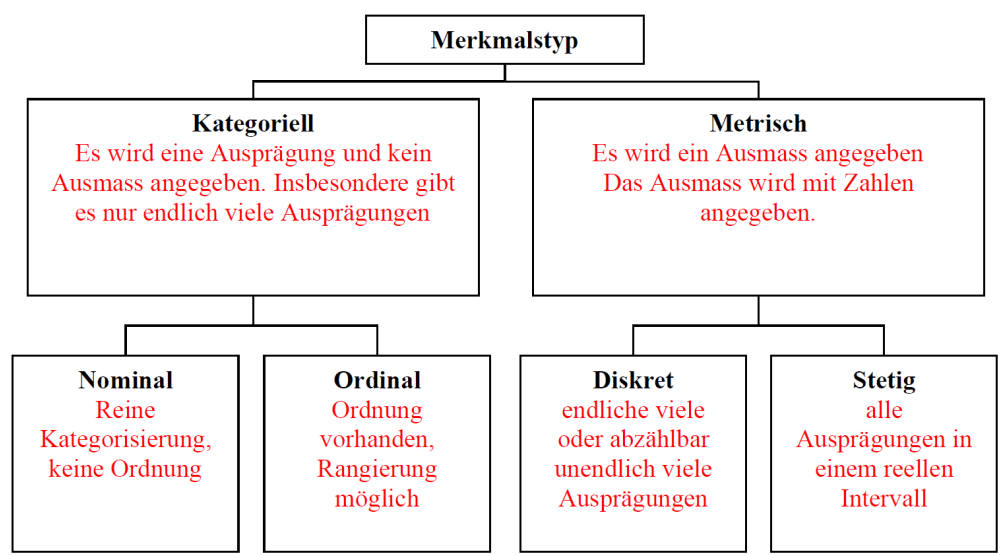 Merkmalstyp
Kategoriell
Es wird eine Ausprägung und kein
Ausmass angegeben. Insbesondere gibt
es nur endlich viele Ausprägungen
Metrisch
Es wird ein Ausmass angegeben
Das Ausmass wird mit Zahlen
angegeben.
Nominal
Reine
Kategorisierung,
keine Ordnung
Ordinal
Ordnung
vorhanden,
Rangierung
möglich
Diskret
endliche viele
oder abzählbar
unendlich viele
Ausprägungen
Stetig
alle
Ausprägungen in
einem reellen
Intervall